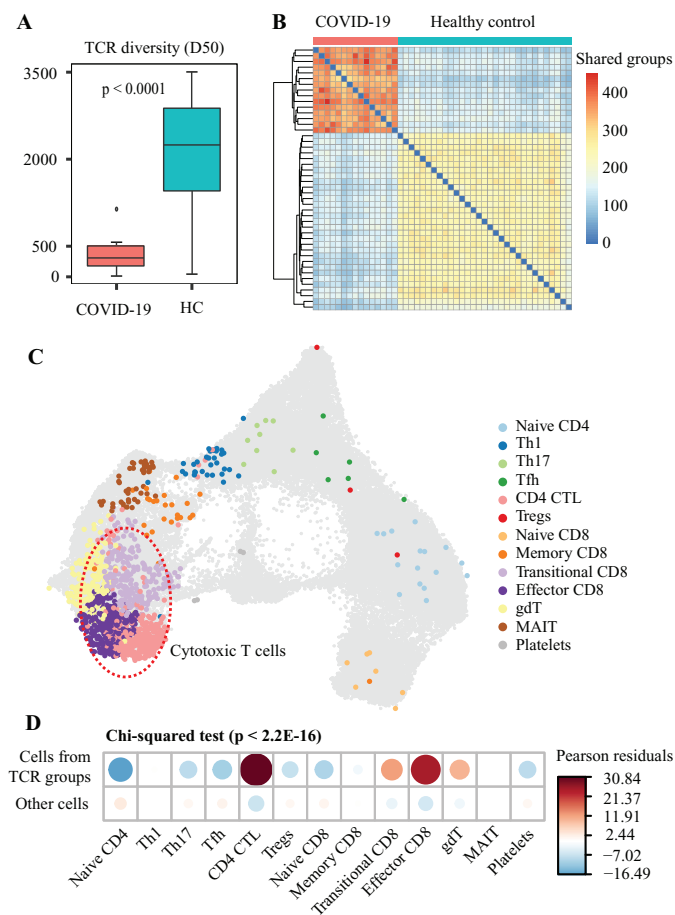 A
TCR diversity (D50)
p < 0.0001
3500
2000
500
0
COVID-19
HC
B
COVID-19
Healthy control
Shared groups
400
300
200
100
0
C
Naive CD4
Th1
Th17
Tfh
CD4 CTL
Tregs
Naive CD8
Memory CD8
Transitional CD8
Effector CD8
gdT
MAIT
Platelets
Cytotoxic T cells
D
Chi-squared test (p < 2.2E-16)
Cells from
TCR groups
Other cells
Naive CD4
Th1
Th17
Tfh
CD4 CTL
Tregs
Naive CD8
Memory CD8
Transitional CD8
Effector CD8
gdT
MAIT
Platelets
Pearson residuals
30.84
21.37
11.91
2.44
−7.02
−16.49